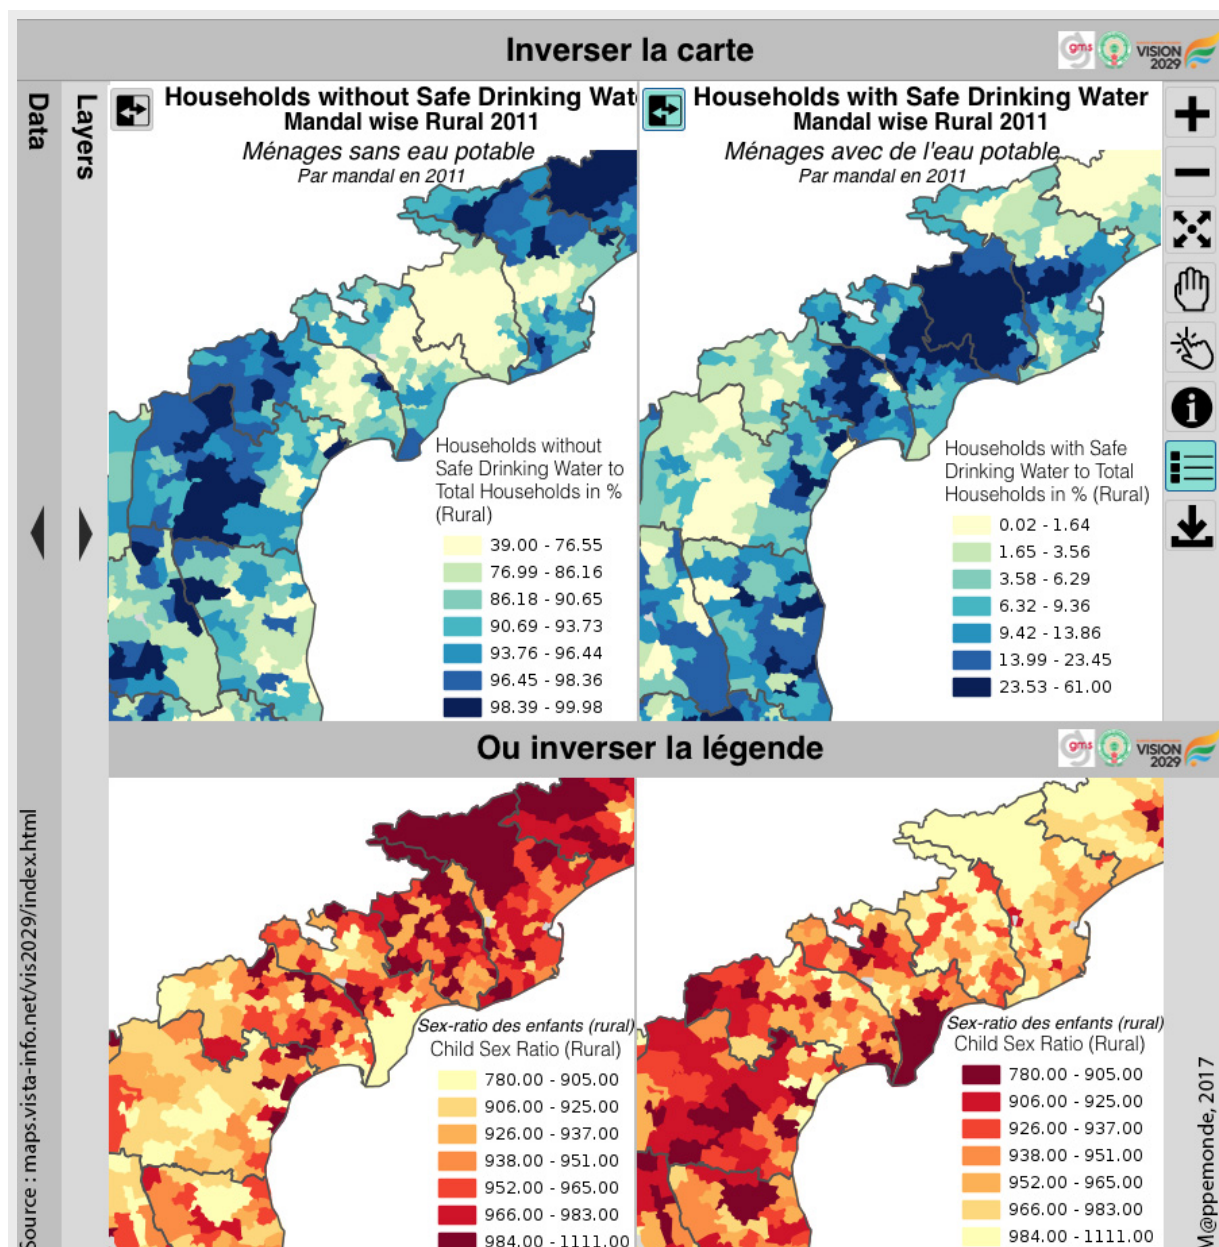 Inverser la carte
gms
VISION
2029
Data
Layers
Households without Safe Drinking Wat
Mandal wise Rural 2011
Ménages sans eau potable
Par mandal en 2011
Households without
Safe Drinking Water to
Total Households in %
(Rural)
39.00 - 76.55
76.99 - 86.16
86.18 - 90.65
90.69 - 93.73
93.76 - 96.44
96.45 - 98.36
98.39 - 99.98
Households with Safe Drinking Water
Mandal wise Rural 2011
Ménages avec de l'eau potable
Par mandal en 2011
Households with Safe
Drinking Water to Total
Households in % (Rural)
0.02 - 1.64
1.65 - 3.56
3.58 - 6.29
6.32 - 9.36
9.42 - 13.86
13.99 - 23.45
23.53 - 61.00
Ou inverser la légende
gms
VISION
2029
Sex-ratio des enfants (rural)
Child Sex Ratio (Rural)
780.00 - 905.00
906.00 - 925.00
926.00 - 937.00
938.00 - 951.00
952.00 - 965.00
966.00 - 983.00
984.00 - 1111.00
Sex-ratio des enfants (rural)
Child Sex Ratio (Rural)
780.00 - 905.00
906.00 - 925.00
926.00 - 937.00
938.00 - 951.00
952.00 - 965.00
966.00 - 983.00
984.00 - 1111.00
Source : maps.vista-info.net/vis2029/index.html
M@ppemonde, 2017